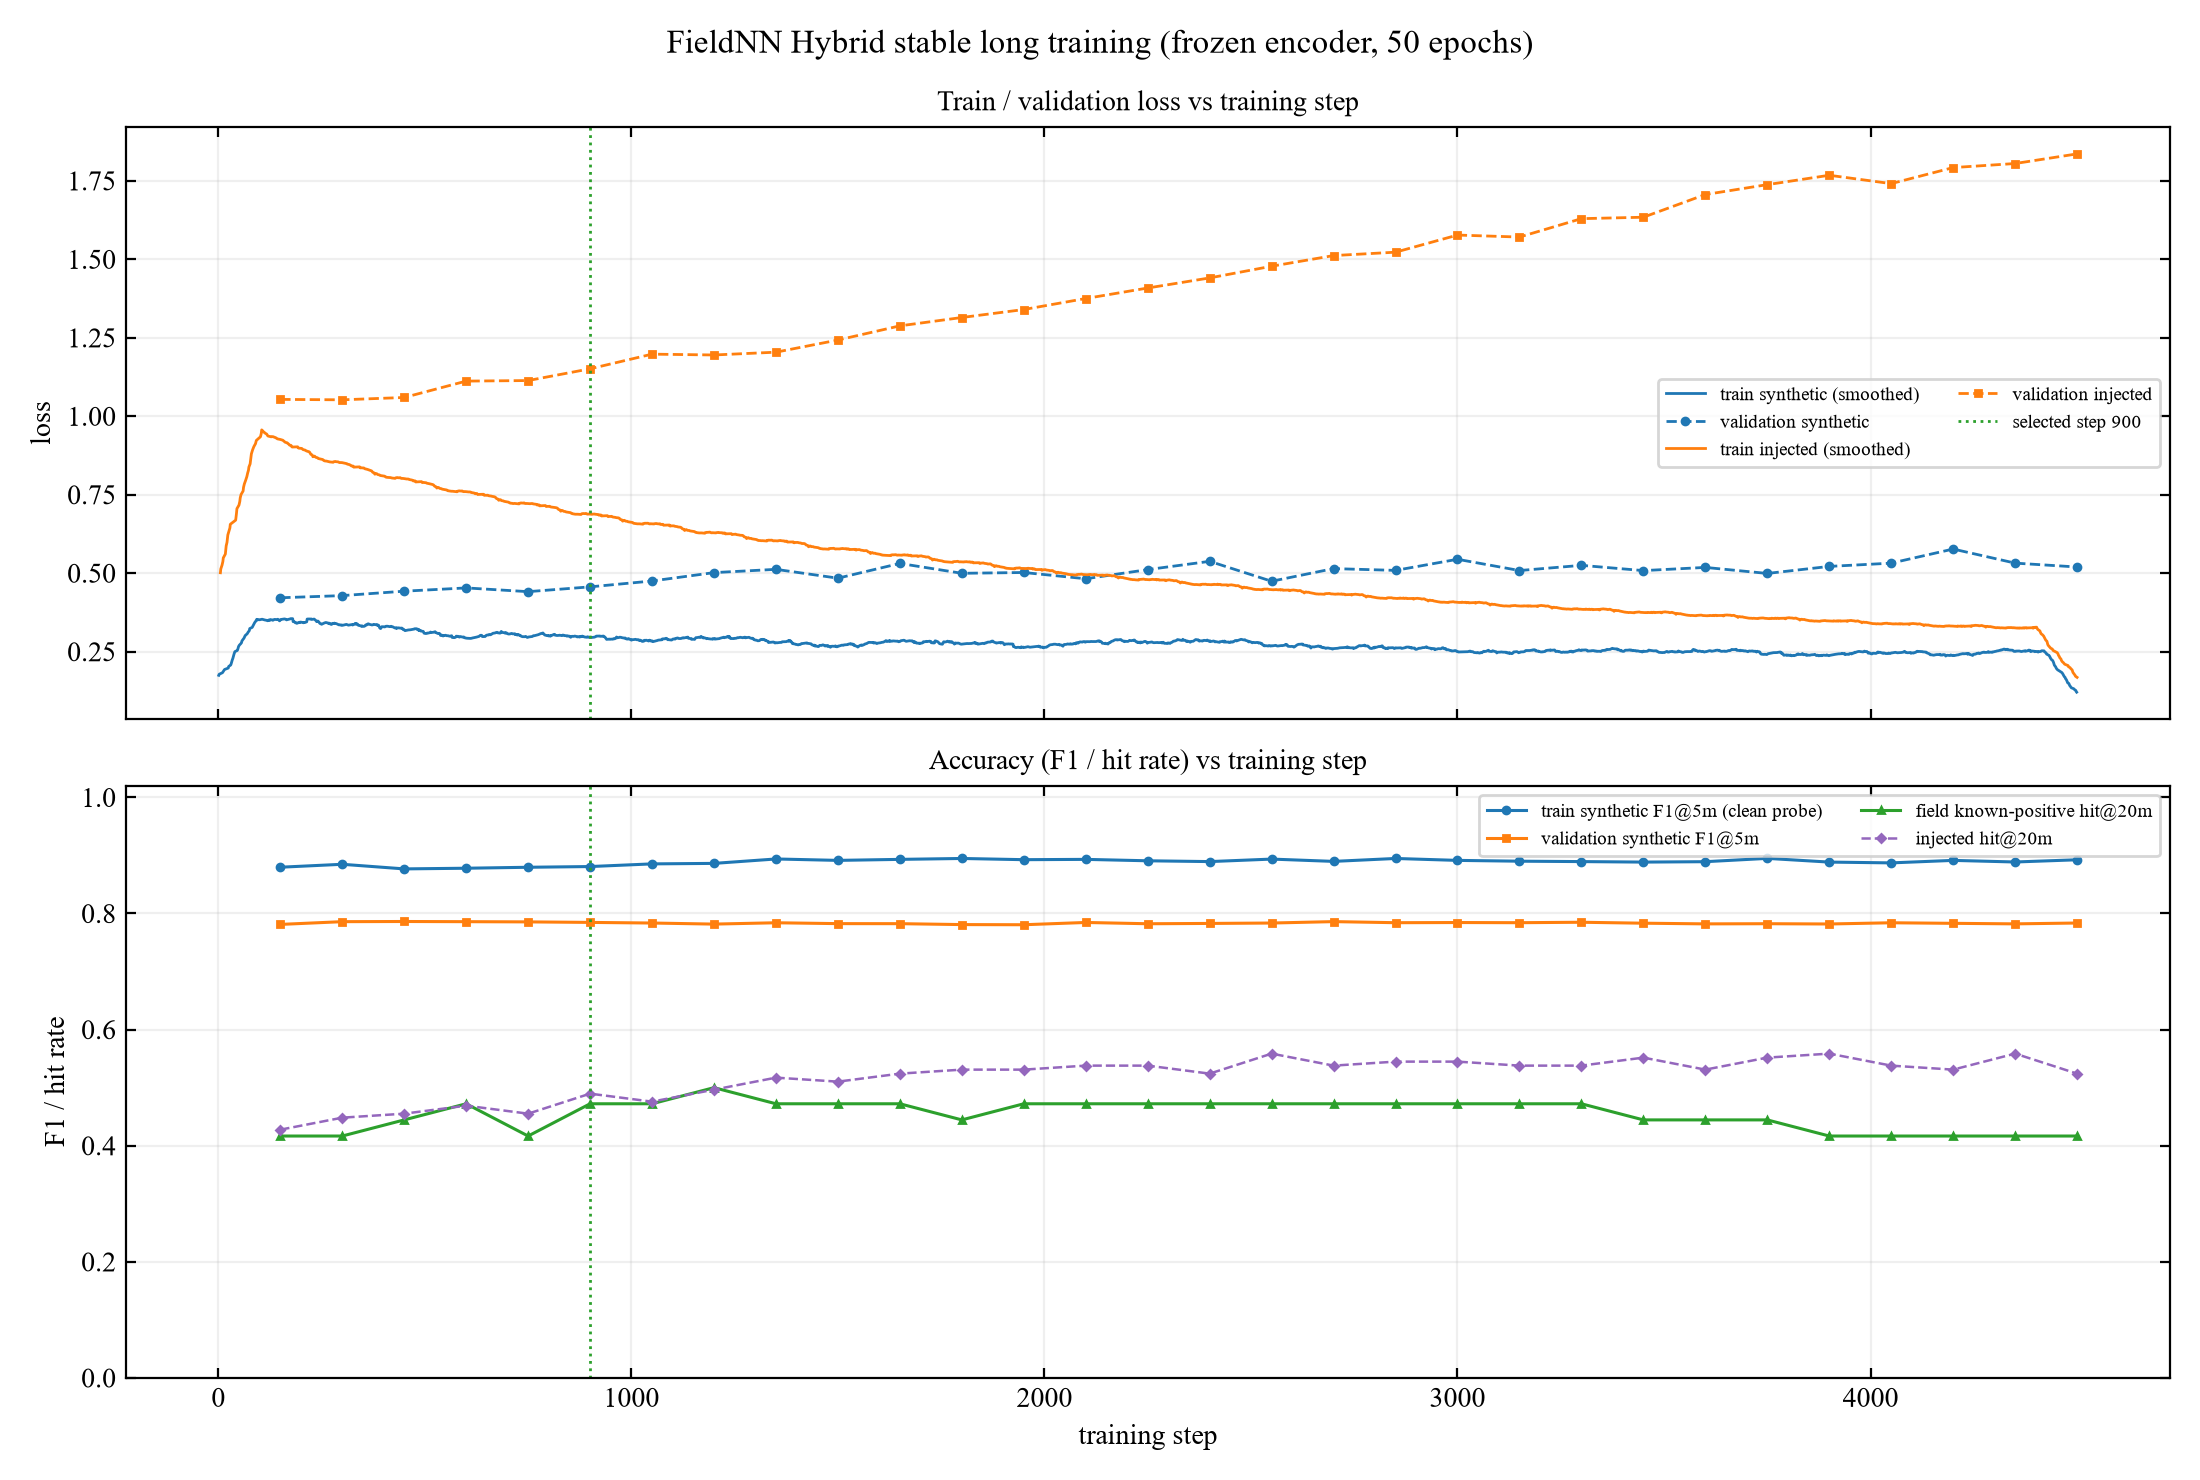 FieldNN Hybrid stable long training (frozen encoder, 50 epochs)
Train / validation loss vs training step
1.75
1.50
1.25
1.00
0.75
0.50
0.25
loss
train synthetic (smoothed)
validation synthetic
train injected (smoothed)
validation injected
selected step 900
Accuracy (F1 / hit rate) vs training step
1.0
0.8
0.6
0.4
0.2
0.0
F1 / hit rate
train synthetic F1@5m (clean probe)
validation synthetic F1@5m
field known-positive hit@20m
injected hit@20m
0 1000 2000 3000 4000
training step